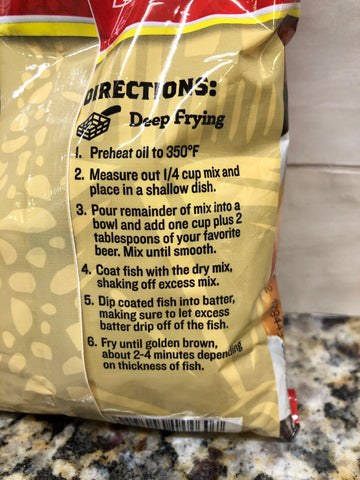 DIRECTIONS:
Deep Frying
1. Preheat oil to 350°F
2. Measure out 1/4 cup mix and
place in a shallow dish.
3. Pour remainder of mix into a
bowl and add one cup plus 2
tablespoons of your favorite
beer. Mix until smooth.
4. Coat fish with the dry mix,
shaking off excess mix.
5. Dip coated fish into batter,
making sure to let excess
batter drip off of the fish.
6. Fry until golden brown,
about 2-4 minutes depending
on thickness of fish.